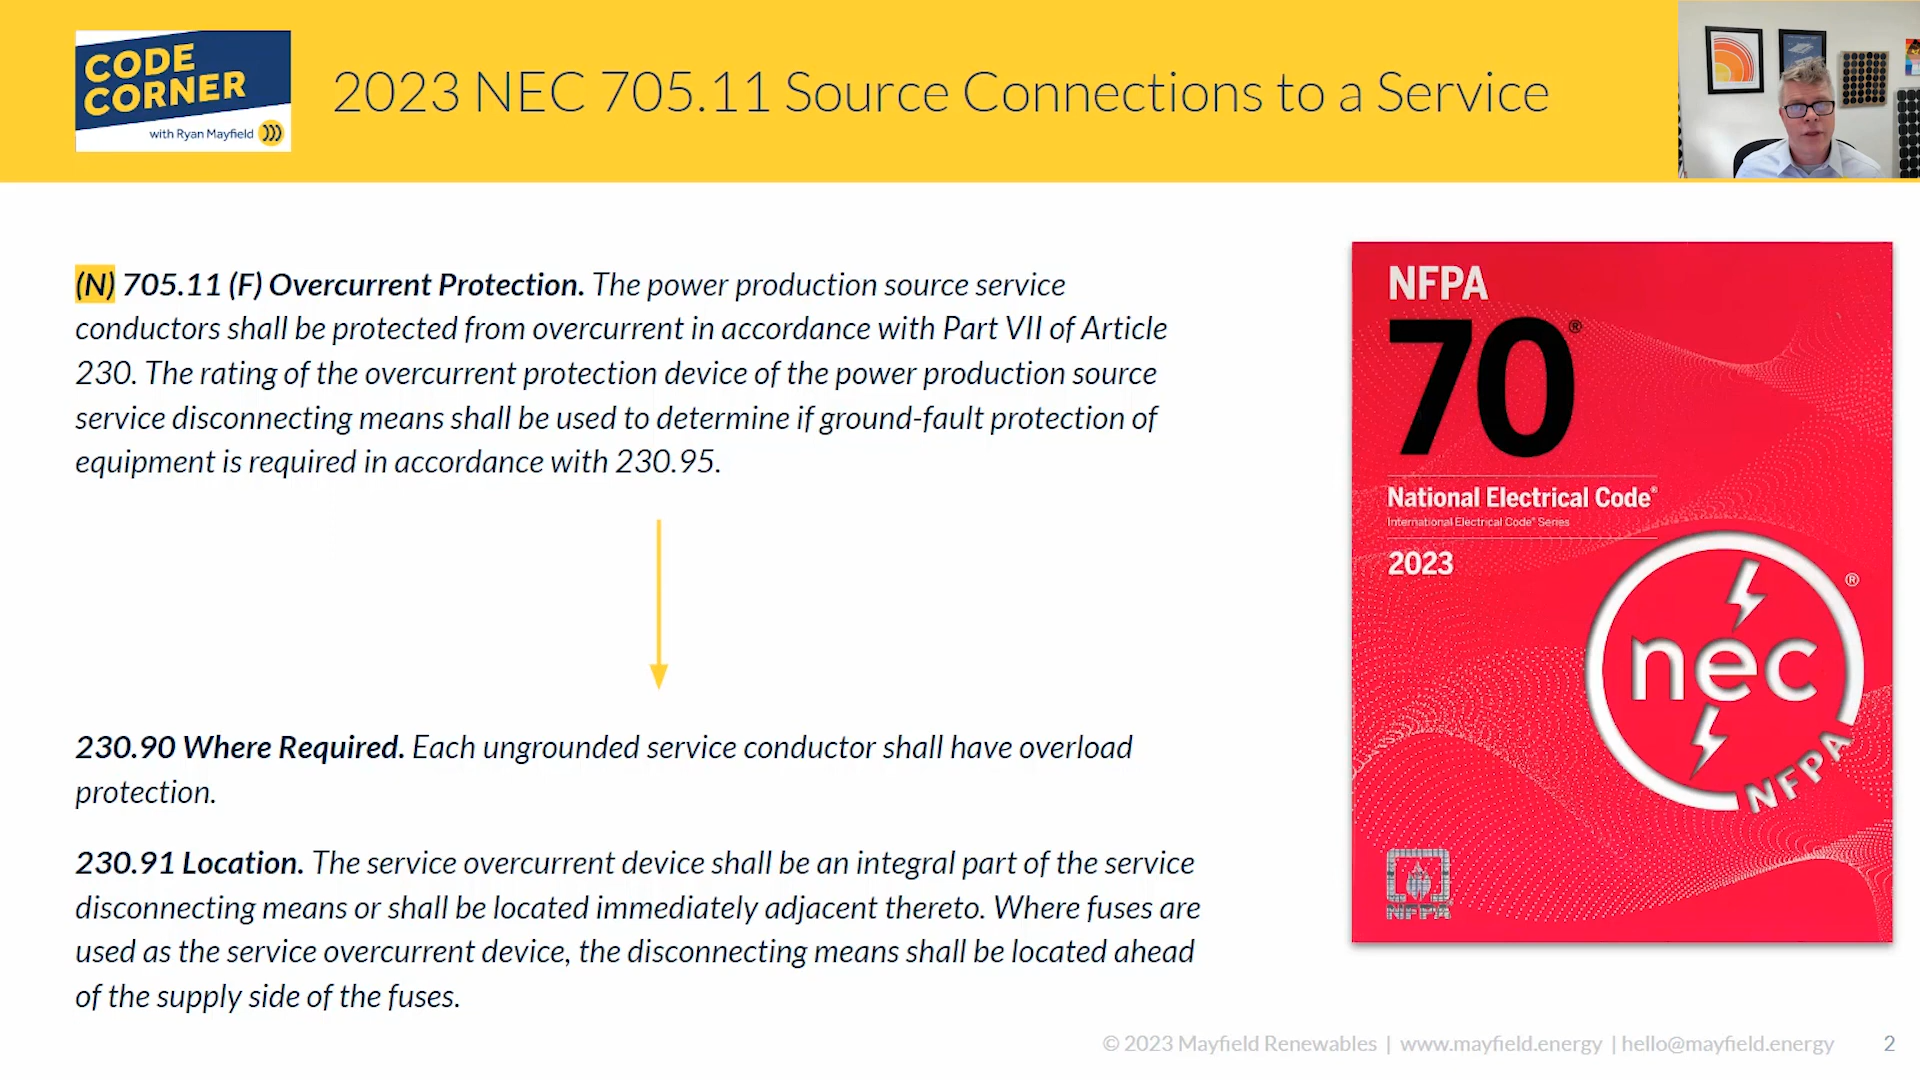 CODE
CORNER
with Ryan Mayfield
2023 NEC 705.11 Source Connections to a Service
(N) 705.11 (F) Overcurrent Protection. The power production source service
conductors shall be protected from overcurrent in accordance with Part VII of Article
230. The rating of the overcurrent protection device of the power production source
service disconnecting means shall be used to determine if ground-fault protection of
equipment is required in accordance with 230.95.
230.90 Where Required. Each ungrounded service conductor shall have overload
protection.
230.91 Location. The service overcurrent device shall be an integral part of the service
disconnecting means or shall be located immediately adjacent thereto. Where fuses are
used as the service overcurrent device, the disconnecting means shall be located ahead
of the supply side of the fuses.
NFPA
70®
National Electrical Code®
International Electrical Code® Series
2023
nec
®
NFPA
NFPA
© 2023 Mayfield Renewables | www.mayfield.energy | hello@mayfield.energy
2